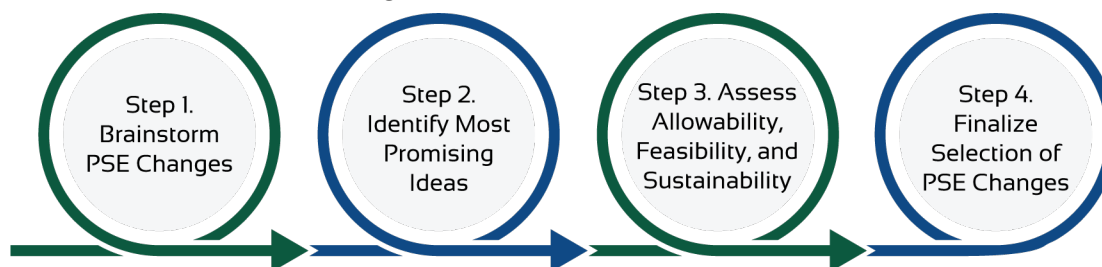 Step 1.
Brainstorm
PSE Changes
Step 2.
Identify Most
Promising
Ideas
Step 3. Assess
Allowability,
Feasibility, and
Sustainability
Step 4.
Finalize
Selection of
PSE Changes